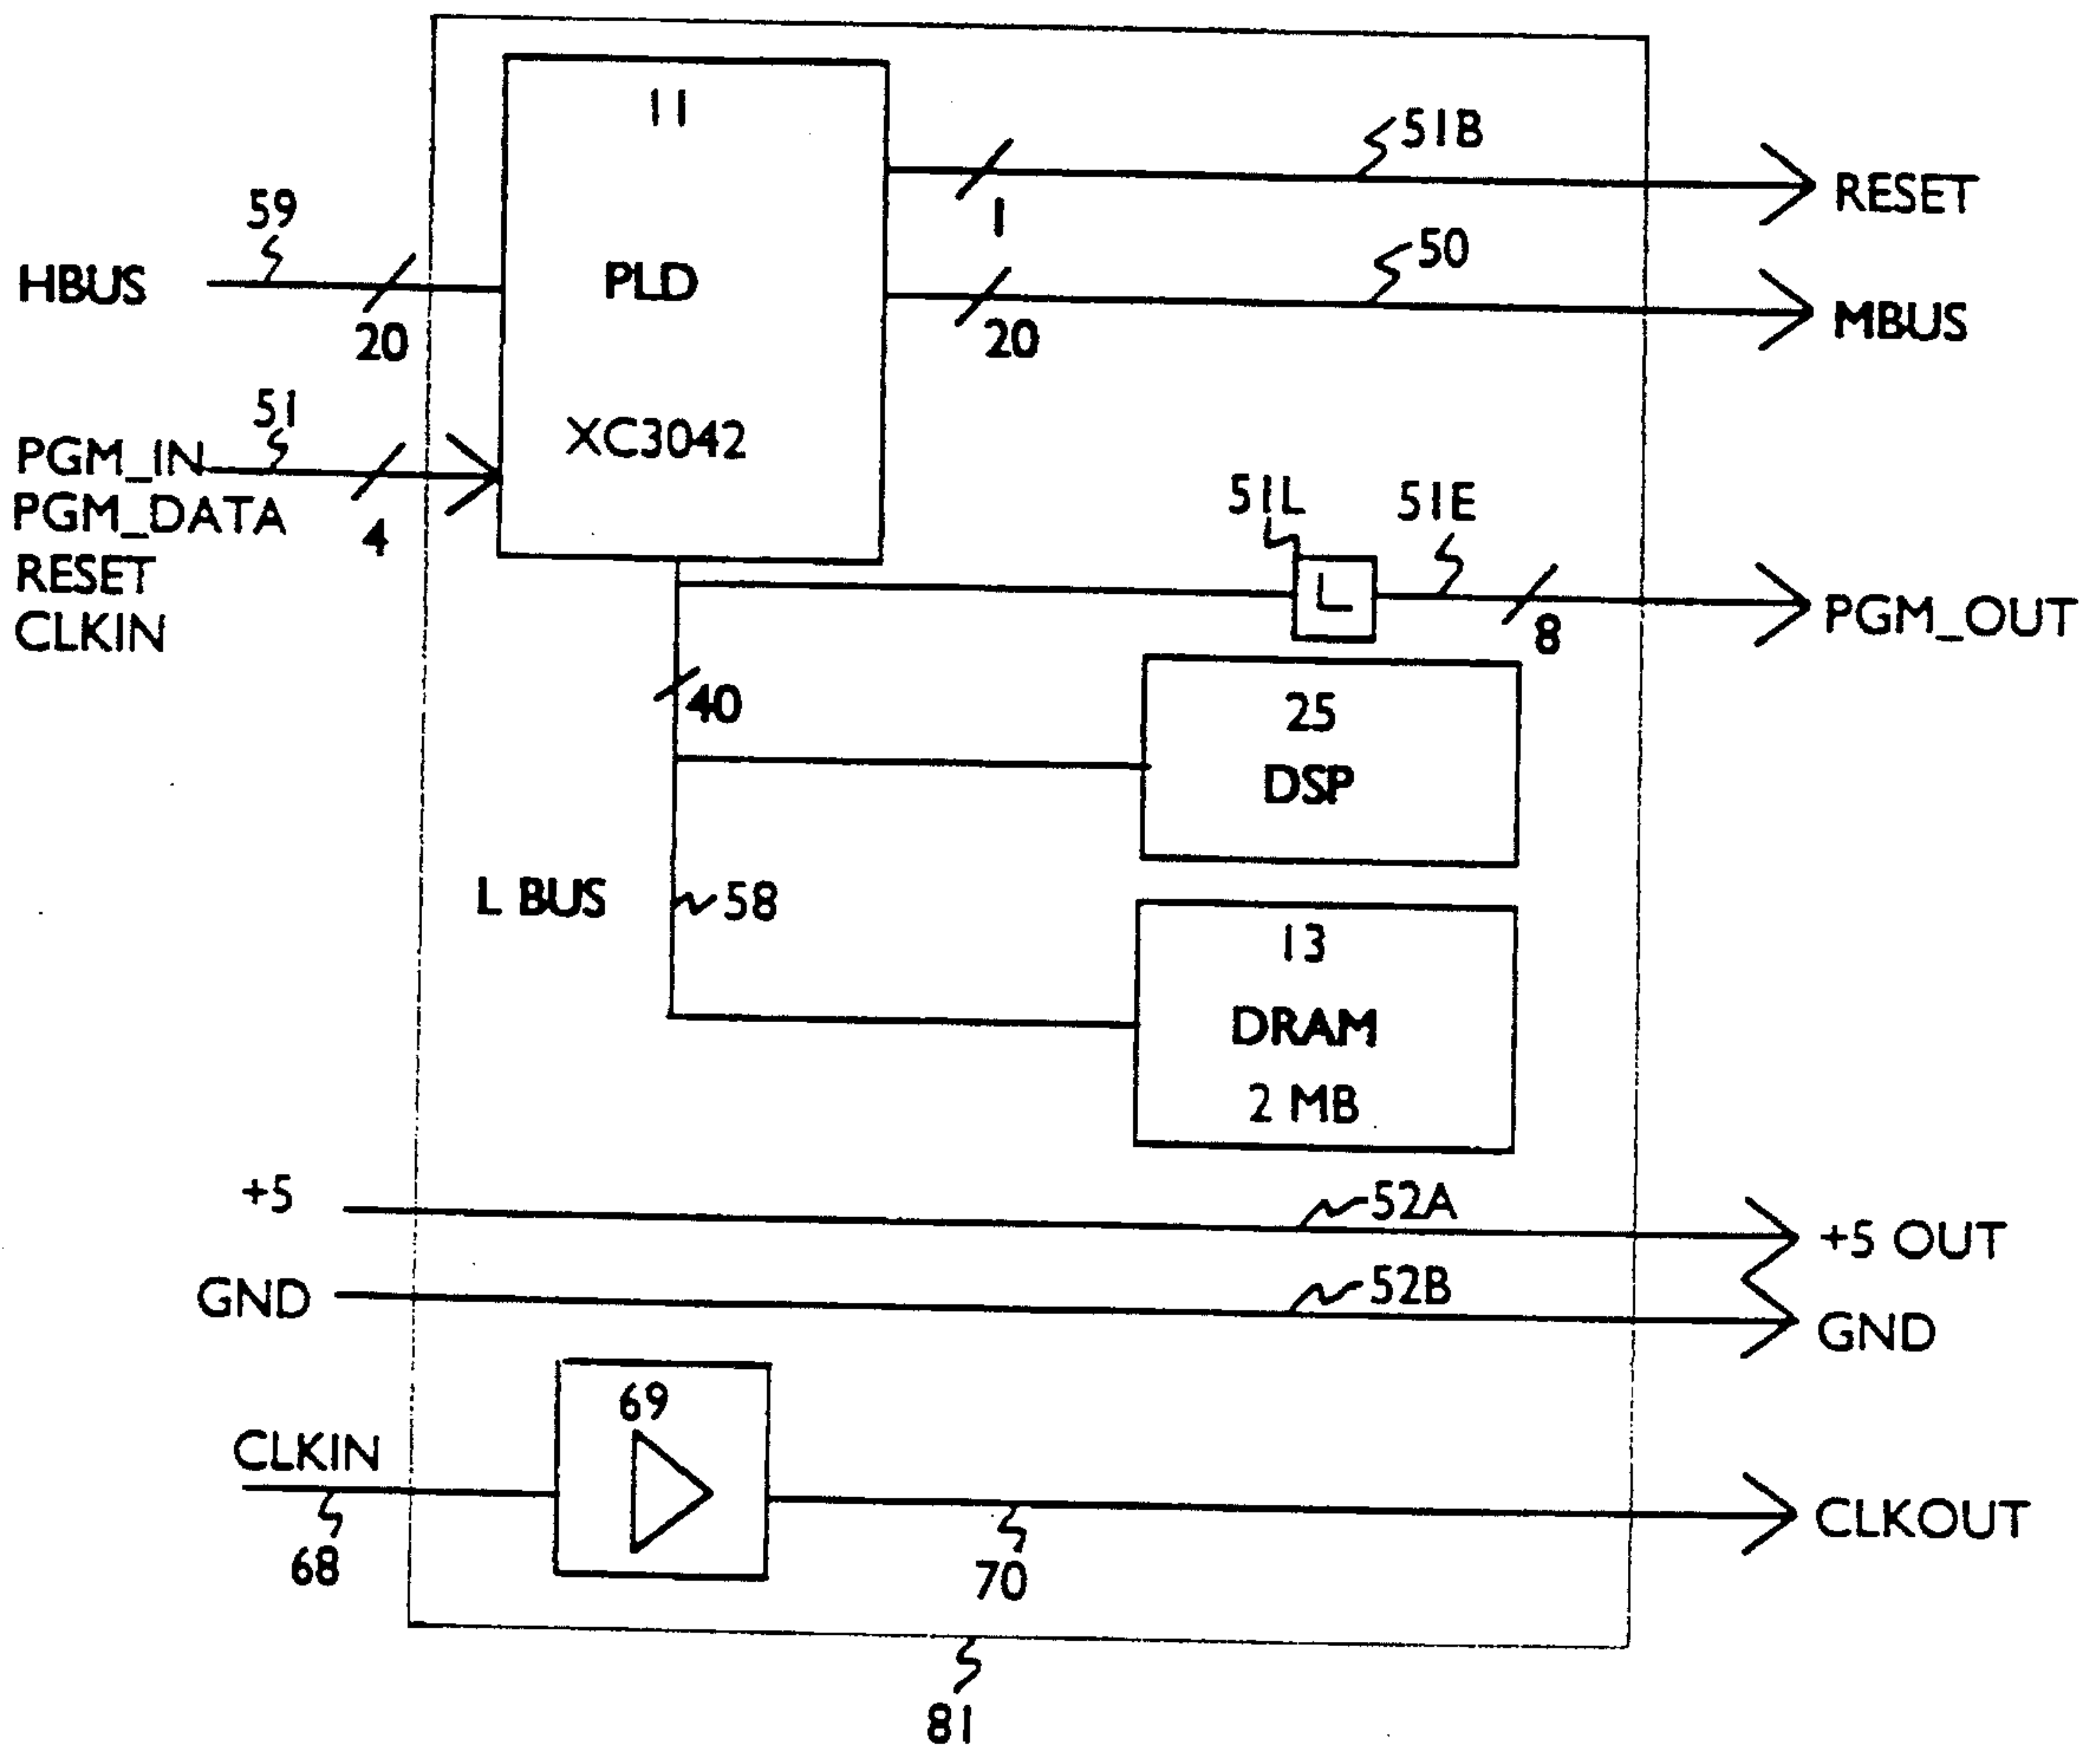 11
51B
RESET
59
1
50
HBUS
PLD
20
20
MBUS
51
XC3042
PGM_IN
PGM_DATA
4
RESET
CLKIN
51L
51E
L
8
PGM_OUT
40
25
DSP
L BUS
58
13
DRAM
2 MB
+5
52A
+5 OUT
GND
52B
GND
69
CLKIN
CLKOUT
68
70
81